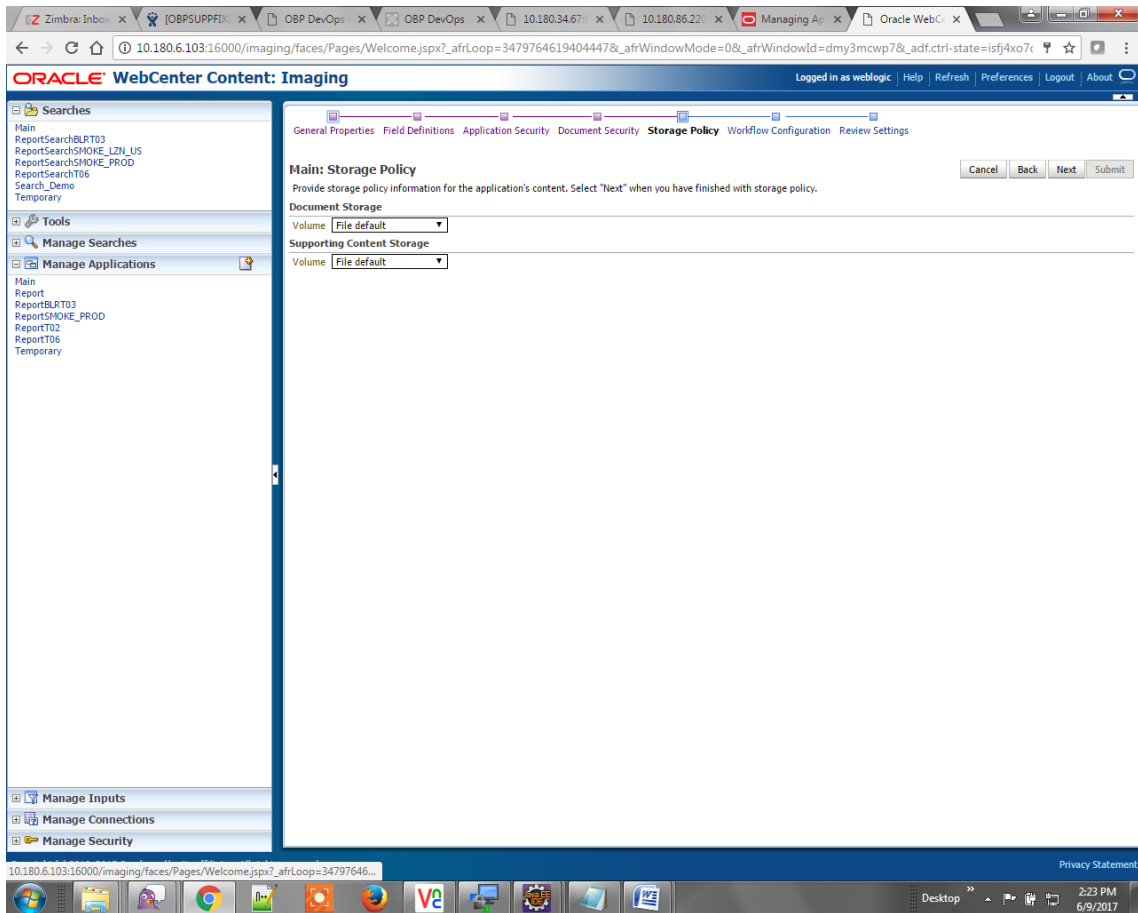 Zimbra: Inbox
[OBPSUPPFIX
OBP DevOps
OBP DevOps
10.180.34.67:
10.180.86.220
Managing Ap
Oracle WebCe
10.180.6.103:16000/imaging/faces/Pages/Welcome.jspx?_afrLoop=34797646194044447&_afrWindowMode=0&_afrWindowId=dmy3mcwp7&_adf.ctrl-state=isfj4xo7c
ORACLE WebCenter Content: Imaging
Logged in as weblogic Help Refresh Preferences Logout About
Searches
Main
ReportSearchBLRT03
ReportSearchSMOKE_LZN_US
ReportSearchSMOKE_PROD
ReportSearchT06
Search_Demo
Temporary
Tools
Manage Searches
Manage Applications
Main
Report
ReportBLRT03
ReportSMOKE_PROD
ReportT02
ReportT06
Temporary
General Properties Field Definitions Application Security Document Security Storage Policy Workflow Configuration Review Settings
Main: Storage Policy
Cancel Back Next Submit
Provide storage policy information for the application's content. Select "Next" when you have finished with storage policy.
Document Storage
Volume File default
Supporting Content Storage
Volume File default
Manage Inputs
Manage Connections
Manage Security
Privacy Statement
10.180.6.103:16000/imaging/faces/Pages/Welcome.jspx?_afrLoop=34797646...
Desktop
2:23 PM
6/9/2017